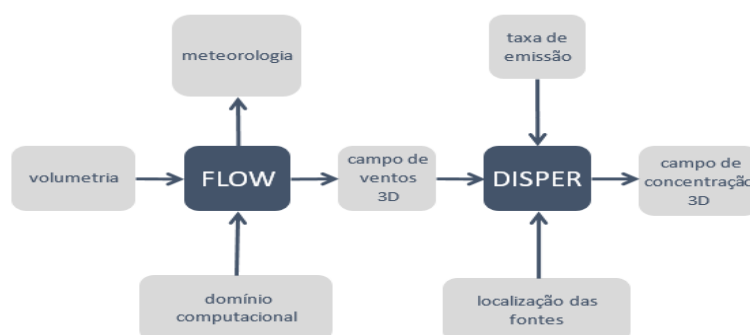 meteorologia
taxa de
emissão
volumetria
FLOW
campo de
ventos
3D
DISPER
campo de
concentração
3D
domínio
computacional
localização das
fontes